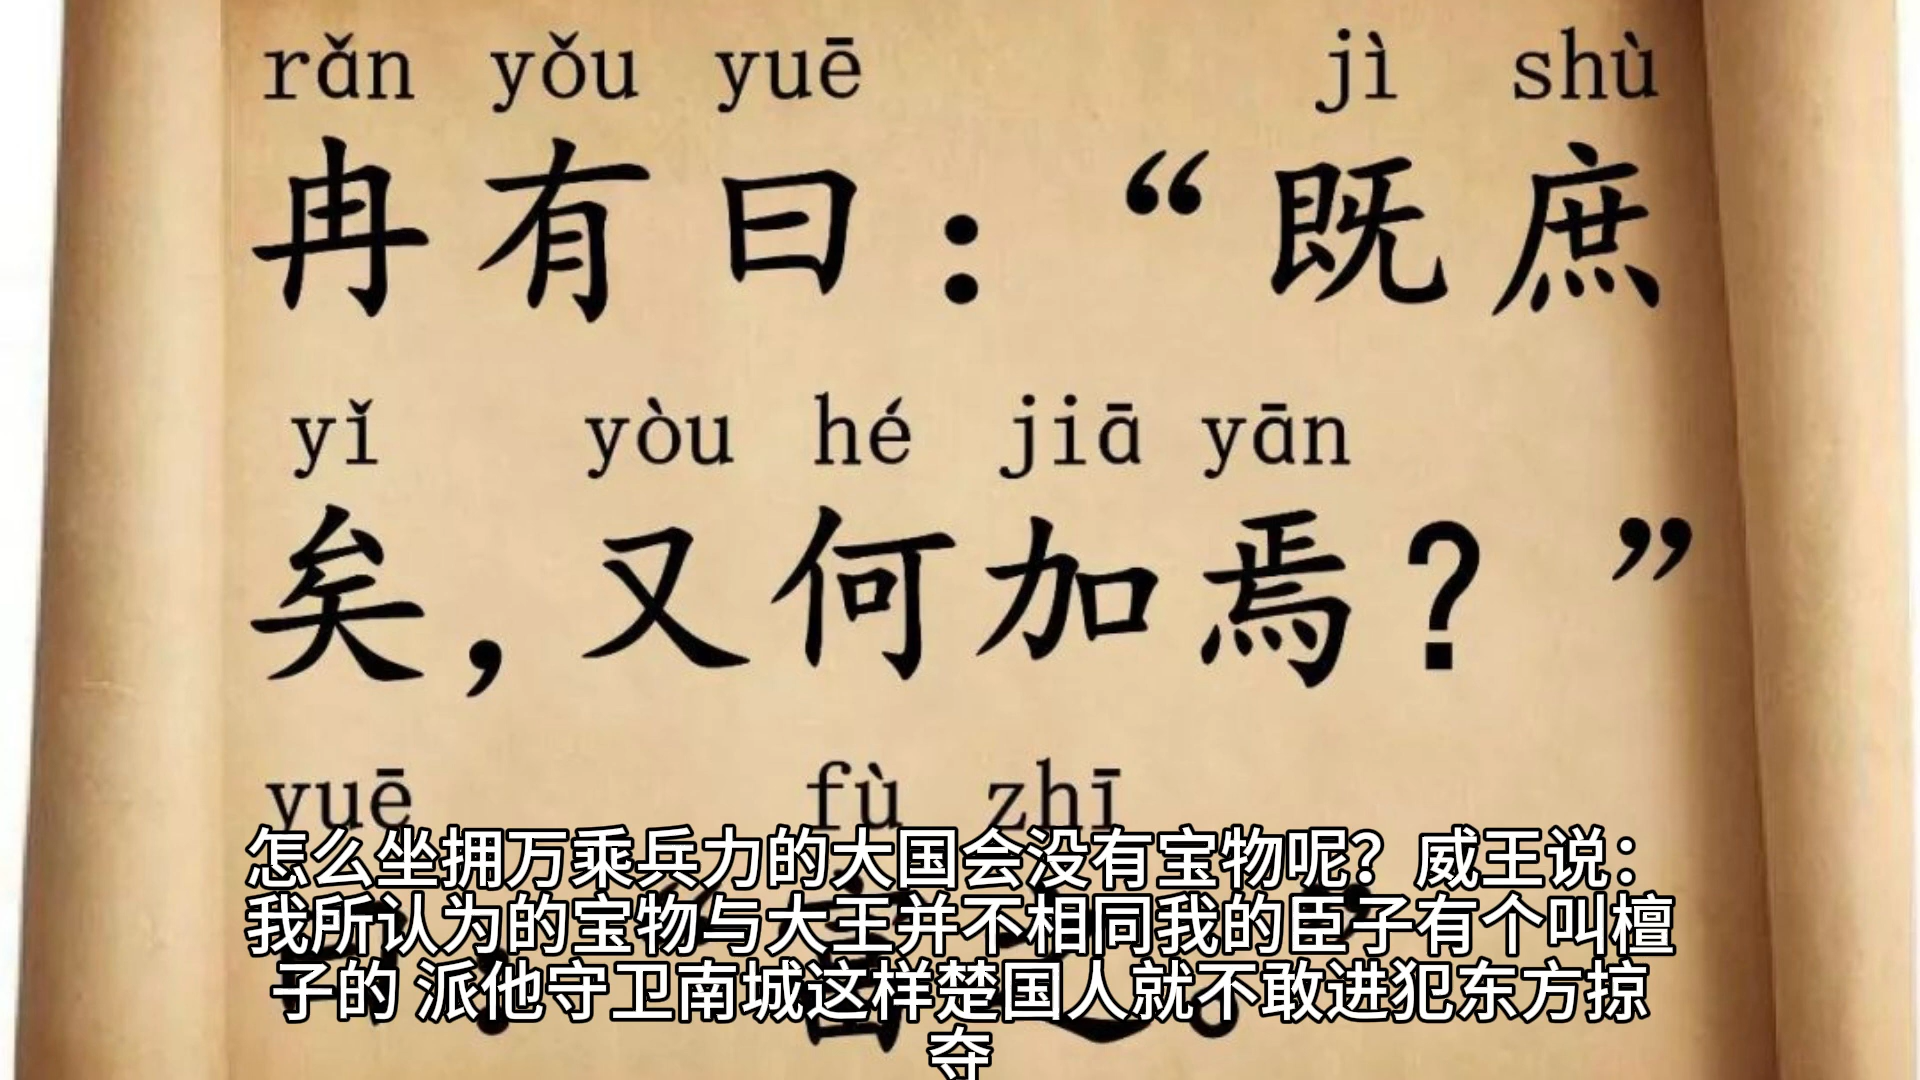 rǎn yǒu yuē jì shù
冉有曰：“既庶
yǐ yòu hé jiā yān
矣，又何加焉？”
yuē fù zhī
曰：“富之。”
怎么坐拥万乘兵力的大国会没有宝物呢？威王说：
我所认为的宝物与大王并不相同我的臣子有个叫檀
子的 派他守卫南城这样楚国人就不敢进犯东方掠
夺